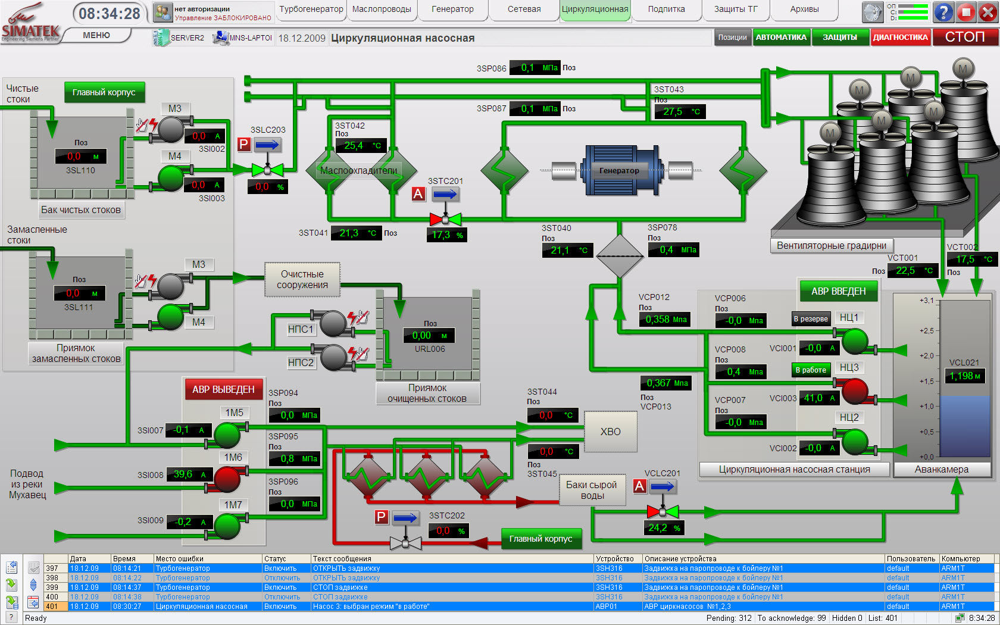 SIMATEK
Engineering Siemens Partner
08:34:28
МЕНЮ
нет авторизации
Управление ЗАБЛОКИРОВАНО
Турбогенератор
Маслопроводы
Генератор
Сетевая
Циркуляционная
Подпитка
Защиты ТГ
Архивы
ОП
C:
D:
?
SERVER2
MNS-LAPTOI
18.12.2009
Циркуляционная насосная
Позиции
АВТОМАТИКА
ЗАЩИТЫ
ДИАГНОСТИКА
СТОП
Чистые
стоки
Главный корпус
Поз
0,0 м
3SL110
Бак чистых стоков
М3
0,0 А
3SI002
М4
0,0 А
3SI003
3SLC203
P
0,0 %
3SP086
0,1 МПа Поз
3SP087
0,1 МПа Поз
3ST042
Поз
25,4 °C
Маслоохладители
3ST041
21,3 °C Поз
3STC201
A
17,3 %
3ST043
Поз
27,5 °C
Генератор
3ST040
Поз
21,1 °C
3SP078
Поз
0,4 МПа
M
M
M
M
M
M
Вентиляторные градирни
VCT001
Поз 22,5 °C
VCT002
17,5 °C
Поз
Замасленные
стоки
Поз
0,0 м
3SL111
М3
М4
Приямок
замасленных стоков
Очистные
сооружения
НПС1
НПС2
Поз
0,00 м
URL006
Приямок
очищенных стоков
VCP012
Поз
0,358 Мпа
0,367 Мпа
Поз
VCP013
VCP006
Поз
-0,0 Мпа
VCP008
Поз
0,4 Мпа
VCP007
Поз
-0,0 Мпа
АВР ВВЕДЕН
В резерве
НЦ1
VCI001 -0,0 А
В работе
НЦ3
VCI003 41,0 А
НЦ2
VCI002 -0,0 А
Циркуляционная насосная станция
+3,1
+2,5
+2,0
+1,5
+1,0
+0,5
+0,0
VCL021
1,198 м
Аванкамера
АВР ВЫВЕДЕН
1М5
3SI007 -0,1 А
1М6
3SI008 39,6 А
1М7
3SI009 -0,2 А
Подвод
из реки
Мухавец
3SP094
Поз
0,0 МПа
3SP095
Поз
0,8 МПа
3SP096
Поз
0,0 МПа
3ST044
Поз
0,0 °C
0,0 °C
Поз
3ST045
ХВО
Баки сырой
воды
P
3STC202
0,0 %
Главный корпус
VCLC201
A
24,2 %
Дата Время Место ошибки Статус Текст сообщения Устройство Описание устройства Пользователь Компьютер
397 18.12.09 08:14:21 Турбогенератор Включить ОТКРЫТЬ задвижку 3SH316 Задвижка на паропроводе к бойлеру №1 default ARM1T
398 18.12.09 08:14:22 Турбогенератор Отключить ОТКРЫТЬ задвижку 3SH316 Задвижка на паропроводе к бойлеру №1 default ARM1T
399 18.12.09 08:14:37 Турбогенератор Включить СТОП задвижке 3SH316 Задвижка на паропроводе к бойлеру №1 default ARM1T
400 18.12.09 08:14:38 Турбогенератор Отключить СТОП задвижке 3SH316 Задвижка на паропроводе к бойлеру №1 default ARM1T
401 18.12.09 08:30:27 Циркуляционная насосная Включить Насос 3: выбран режим "в работе" АВР01 АВР циркнасосов №1,2,3 default ARM1T
?
Ready
Pending: 312 To acknowledge: 99 Hidden 0 List: 401 8:34:28